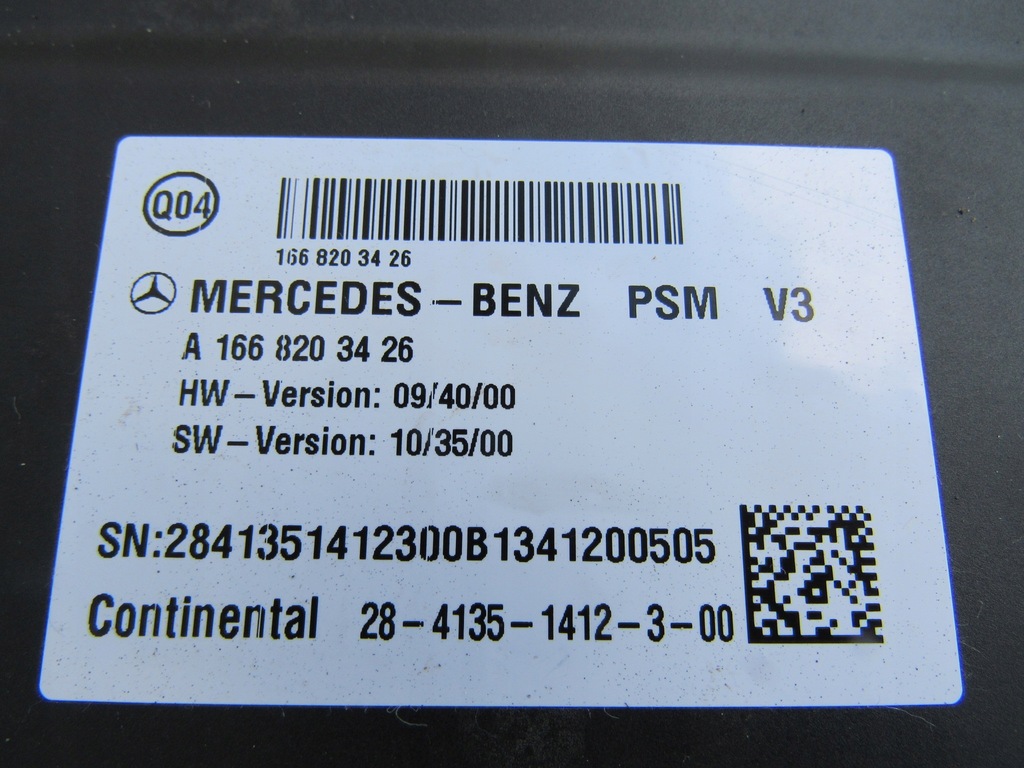 Q04
166 820 34 26
MERCEDES-BENZ PSM V3
A 166 820 34 26
HW-Version: 09/40/00
SW-Version: 10/35/00
SN:2841351412300B1341200505
Continental 28-4135-1412-3-00